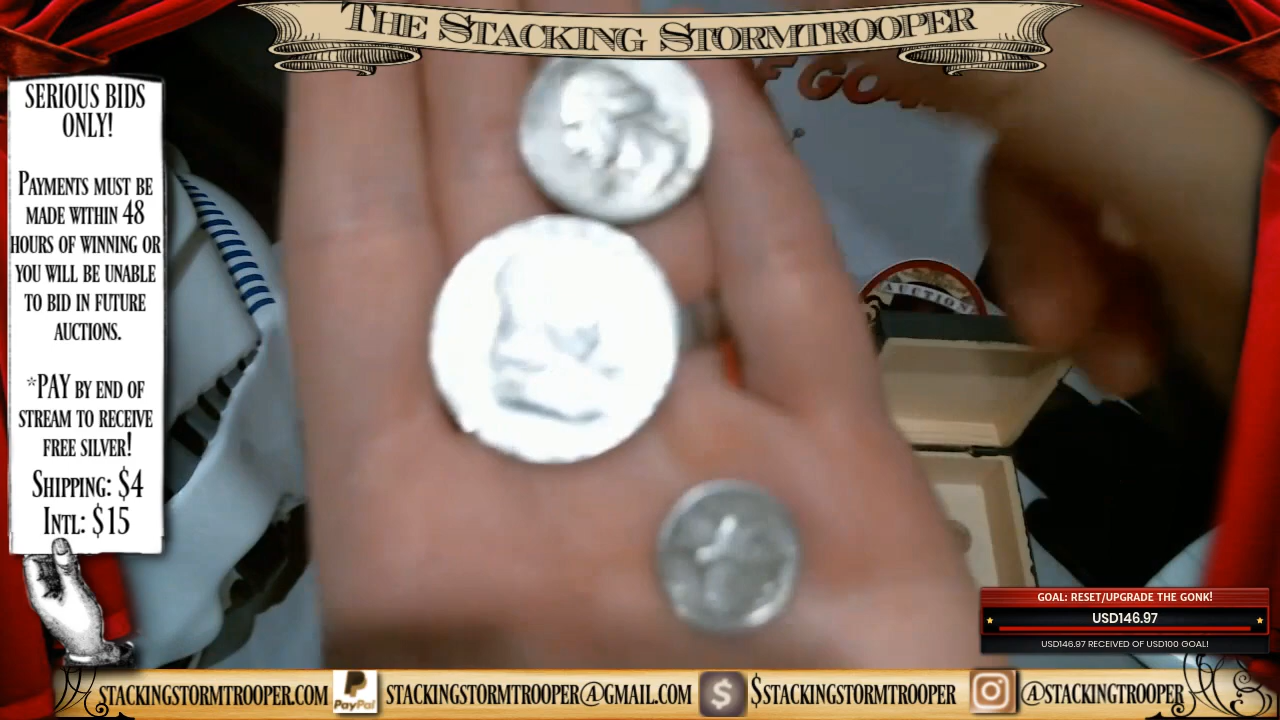 The Stacking Stormtrooper
OF GON
SERIOUS BIDS
ONLY!
Payments must be
made within 48
hours of winning or
you will be unable
to bid in future
auctions.
*PAY by end of
stream to receive
free silver!
Shipping: $4
Intl: $15
AUCTION
GOAL: RESET/UPGRADE THE GONK!
USD146.97
USD146.97 RECEIVED OF USD100 GOAL!
stackingstormtrooper.com
PayPal
stackingstormtrooper@gmail.com
$
$stackingstormtrooper
@stackingtrooper